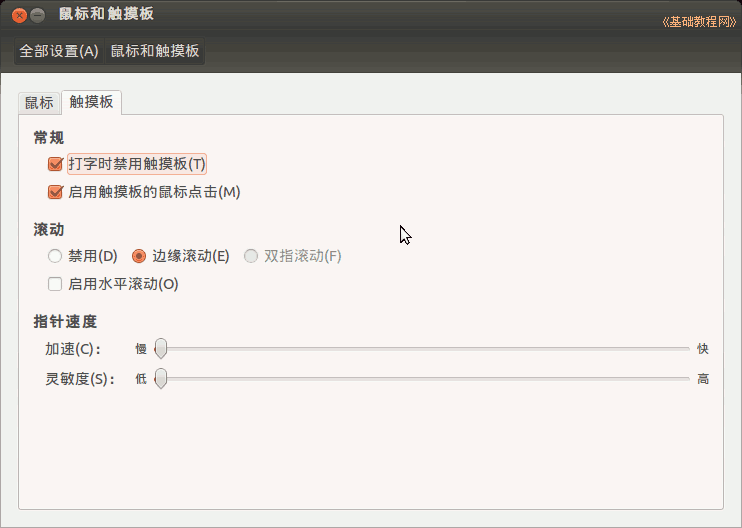 鼠标和触摸板
《基础教程网》
全部设置(A) 鼠标和触摸板
鼠标 触摸板
常规
打字时禁用触摸板(T)
启用触摸板的鼠标点击(M)
滚动
禁用(D) 边缘滚动(E) 双指滚动(F)
启用水平滚动(O)
指针速度
加速(C)： 慢 快
灵敏度(S)： 低 高